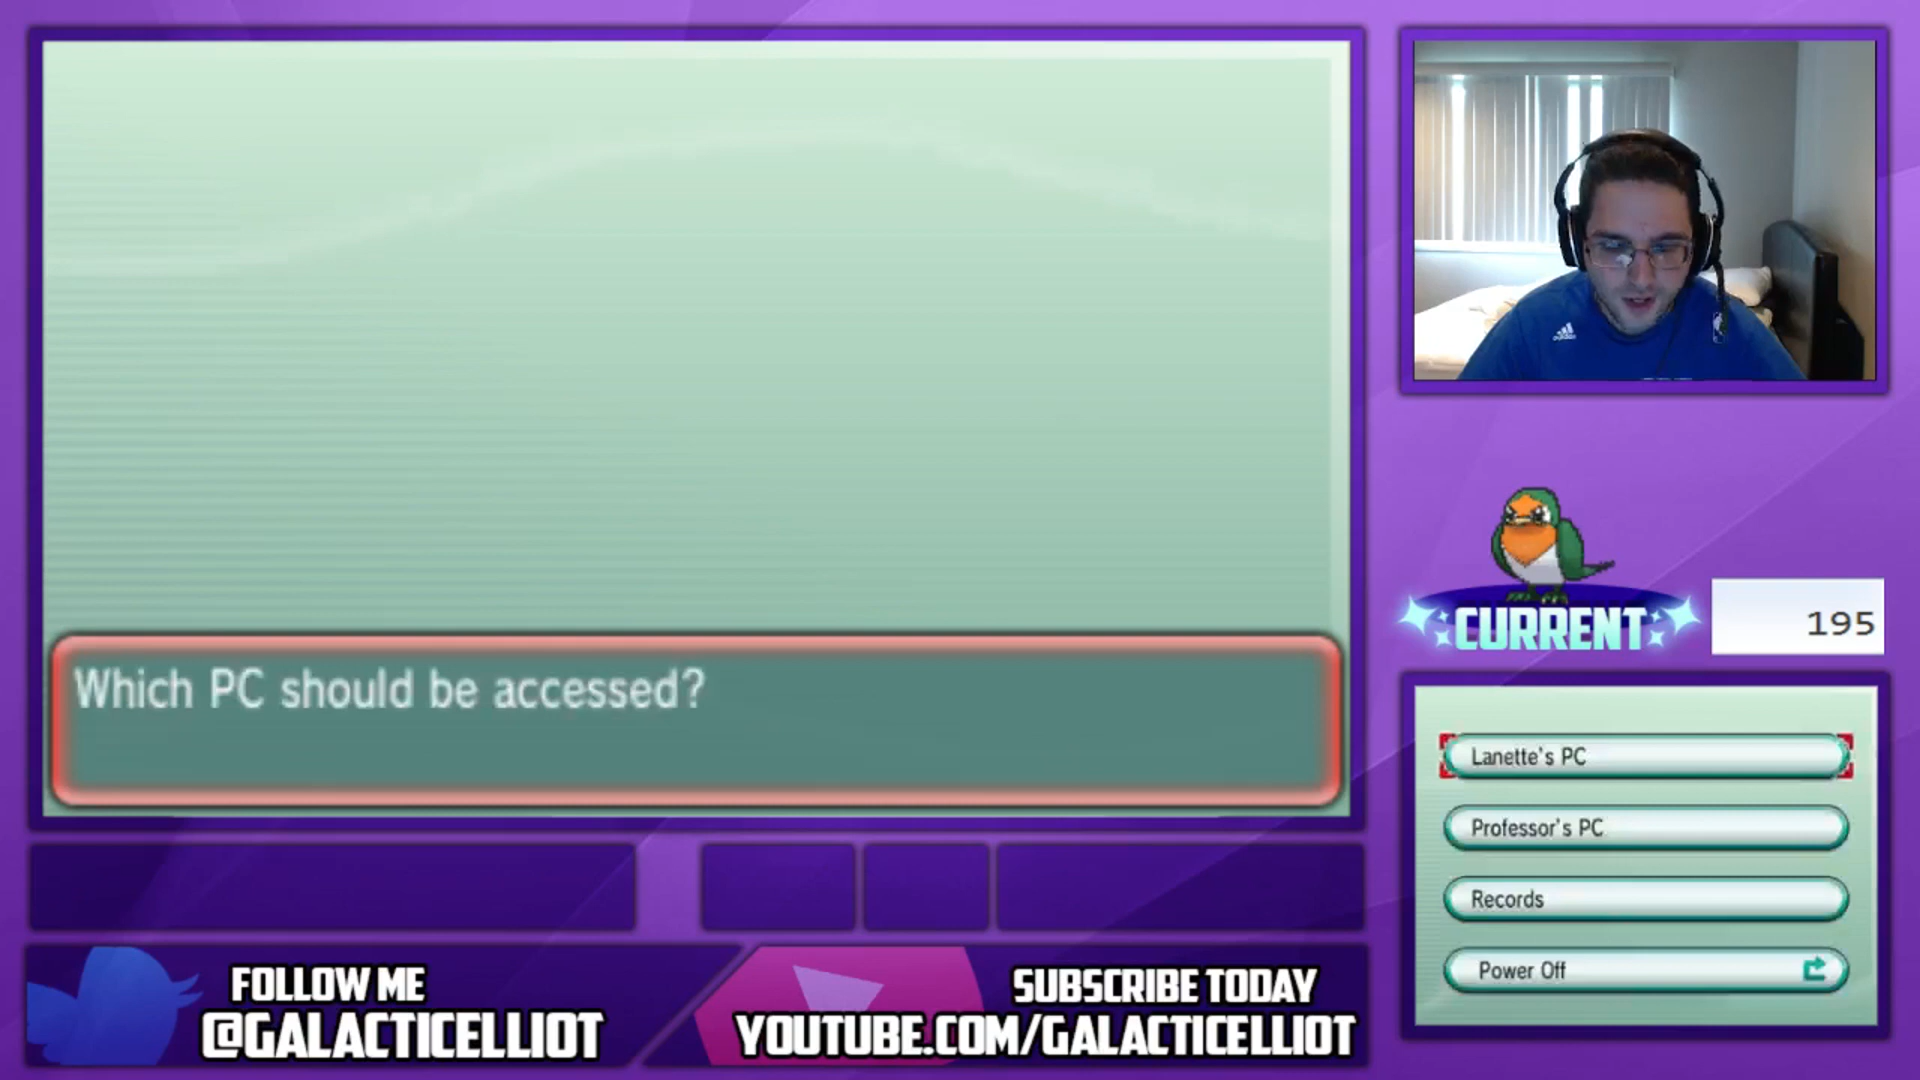 Which PC should be accessed?
CURRENT
195
Lanette's PC
Professor's PC
Records
Power Off
FOLLOW ME
@GALACTICELLIOT
SUBSCRIBE TODAY
YOUTUBE.COM/GALACTICELLIOT